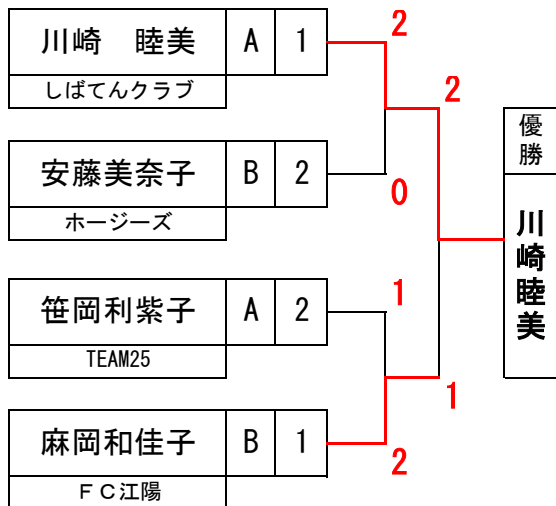 川崎　睦美 A 1
しばてんクラブ
2
2
安藤美奈子 B 2
ホージーズ
0
笹岡利紫子 A 2
TEAM25
1
麻岡和佳子 B 1
ＦＣ江陽
2
1
優勝
川崎睦美